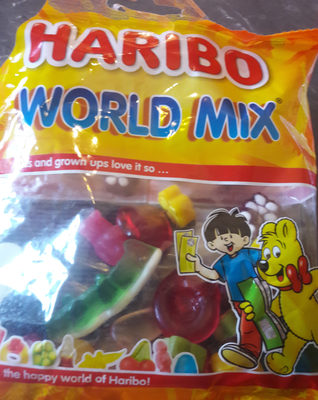 HARIBO
WORLD MIX
s and grown ups love it so ...
the happy world of Haribo!